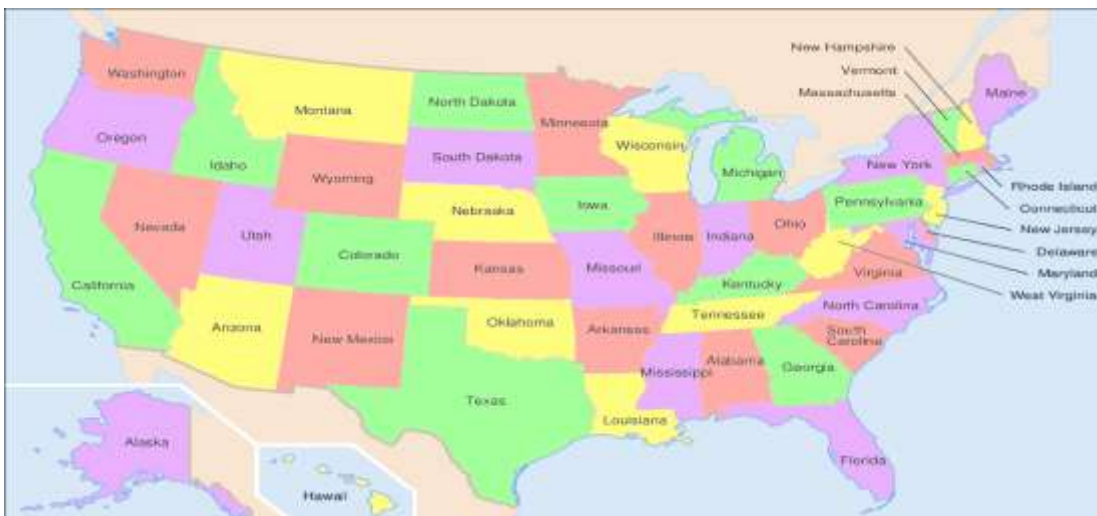 New Hampshire
Vermont
Massachusetts
Maine
Washington
Montana
North Dakota
Minnesota
Oregon
Idaho
Wisconsin
South Dakota
Wyoming
Michigan
New York
Rhode Island
Connecticut
New Jersey
Delaware
Maryland
West Virginia
Pennsylvania
Iowa
Nebraska
Nevada
Utah
Colorado
Illinois
Indiana
Ohio
California
Kansas
Missouri
Kentucky
Virginia
Arizona
New Mexico
Oklahoma
Arkansas
Tennessee
North Carolina
South
Carolina
Texas
Mississippi
Alabama
Georgia
Louisiana
Florida
Alaska
Hawaii